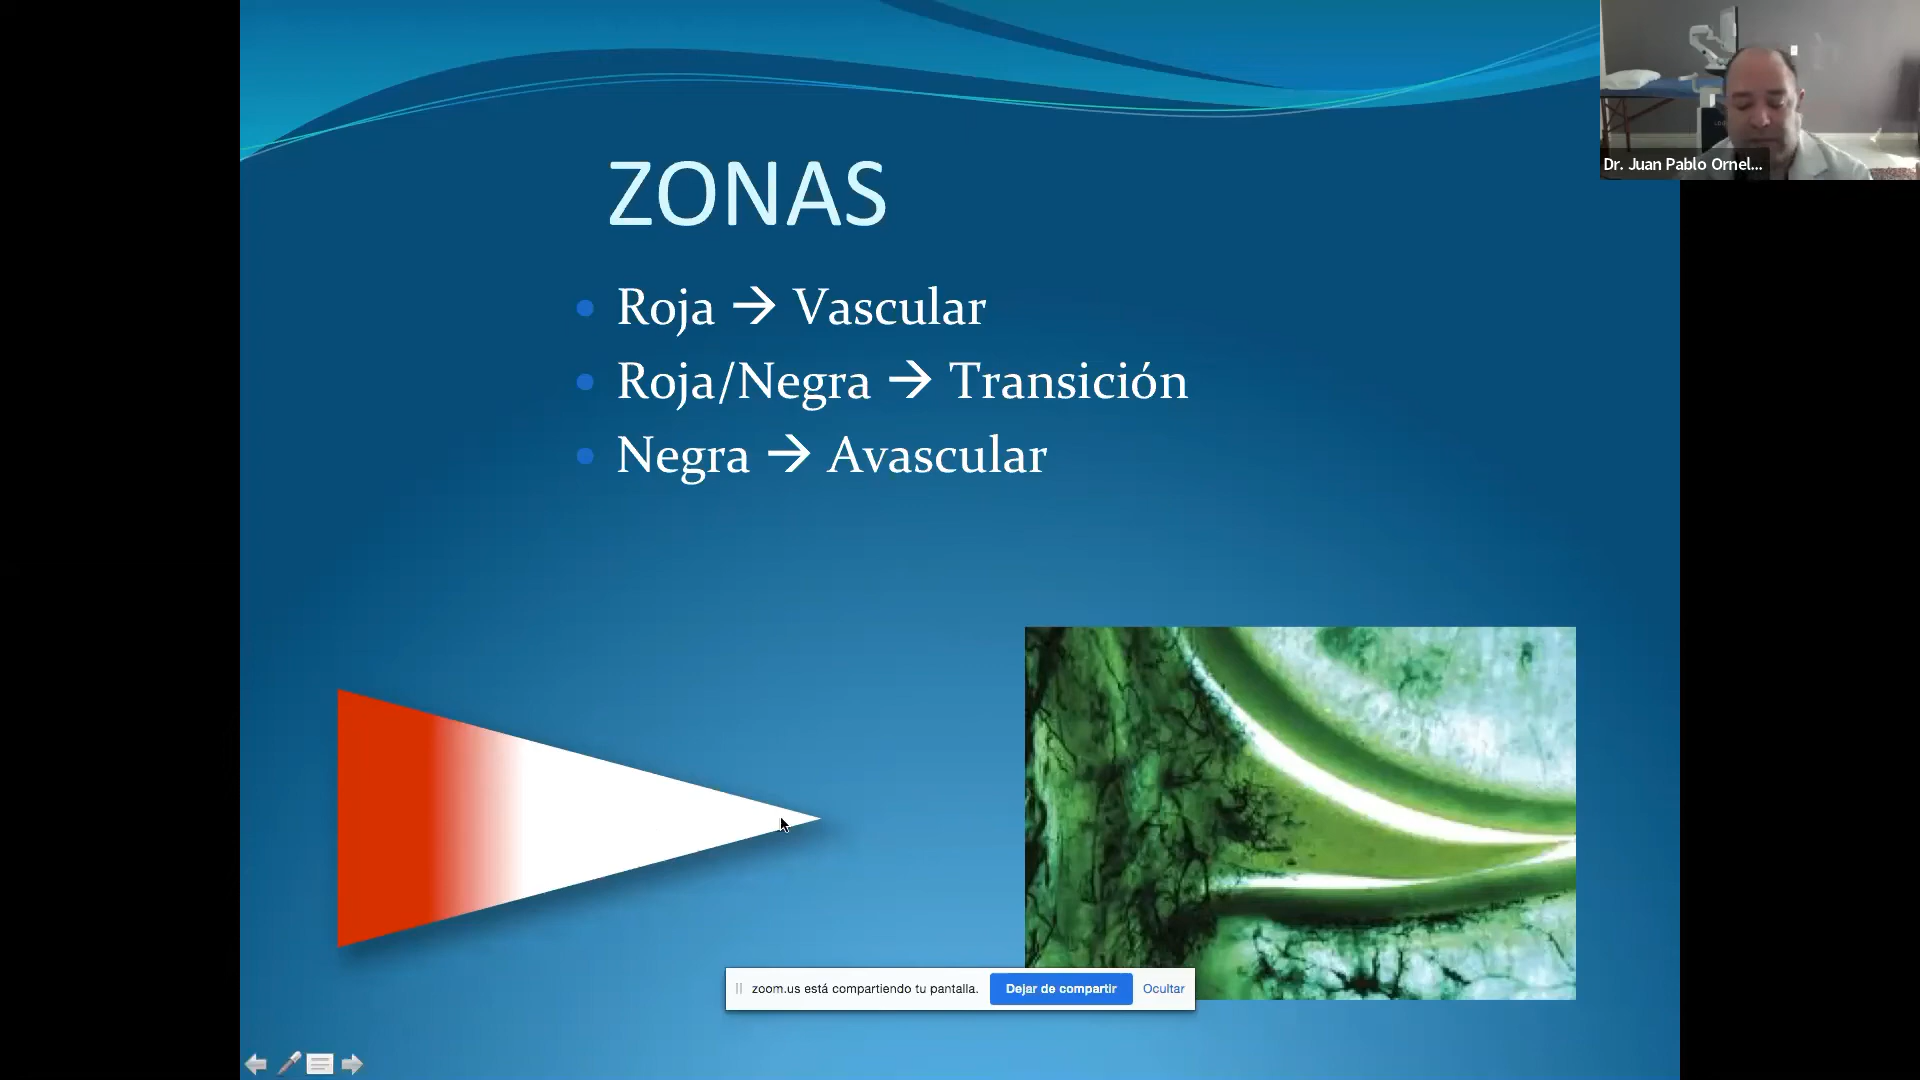 ZONAS
Roja → Vascular
Roja/Negra → Transición
Negra → Avascular
Dr. Juan Pablo Ornel...
zoom.us está compartiendo tu pantalla.
Dejar de compartir
Ocultar